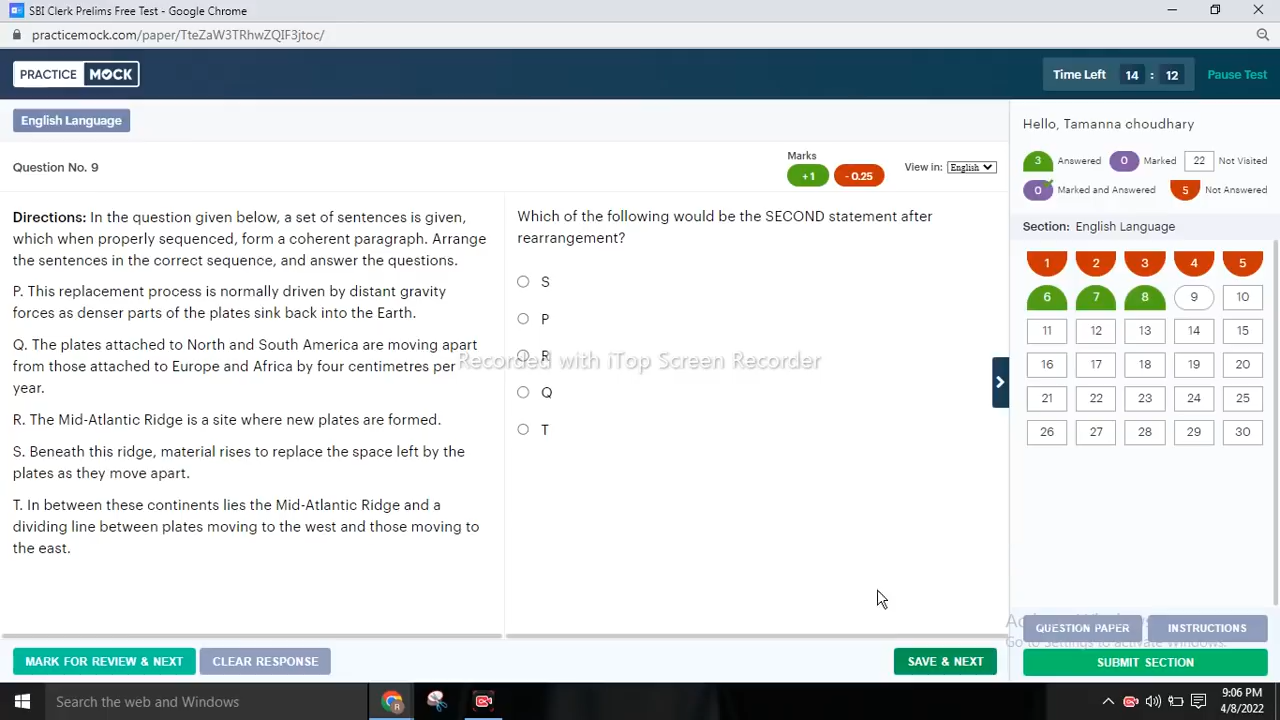 SBI Clerk Prelims Free Test - Google Chrome
practicemock.com/paper/TteZaW3TRhwZQIF3jtoc/
PRACTICE MOCK
Time Left 14 : 12 Pause Test
English Language
Hello, Tamanna choudhary
Question No. 9
Marks
+1 - 0.25
View in: English
3 Answered 0 Marked 22 Not Visited
0 Marked and Answered 5 Not Answered
Section: English Language
Directions: In the question given below, a set of sentences is given,
which when properly sequenced, form a coherent paragraph. Arrange
the sentences in the correct sequence, and answer the questions.
P. This replacement process is normally driven by distant gravity
forces as denser parts of the plates sink back into the Earth.
Q. The plates attached to North and South America are moving apart
from those attached to Europe and Africa by four centimetres per
year.
R. The Mid-Atlantic Ridge is a site where new plates are formed.
S. Beneath this ridge, material rises to replace the space left by the
plates as they move apart.
T. In between these continents lies the Mid-Atlantic Ridge and a
dividing line between plates moving to the west and those moving to
the east.
Which of the following would be the SECOND statement after
rearrangement?
S
P
R
Q
T
Recorded with iTop Screen Recorder
1 2 3 4 5
6 7 8 9 10
11 12 13 14 15
16 17 18 19 20
21 22 23 24 25
26 27 28 29 30
QUESTION PAPER INSTRUCTIONS
Go to Settings to activate Windows.
MARK FOR REVIEW & NEXT CLEAR RESPONSE SAVE & NEXT SUBMIT SECTION
Search the web and Windows
9:06 PM
4/8/2022